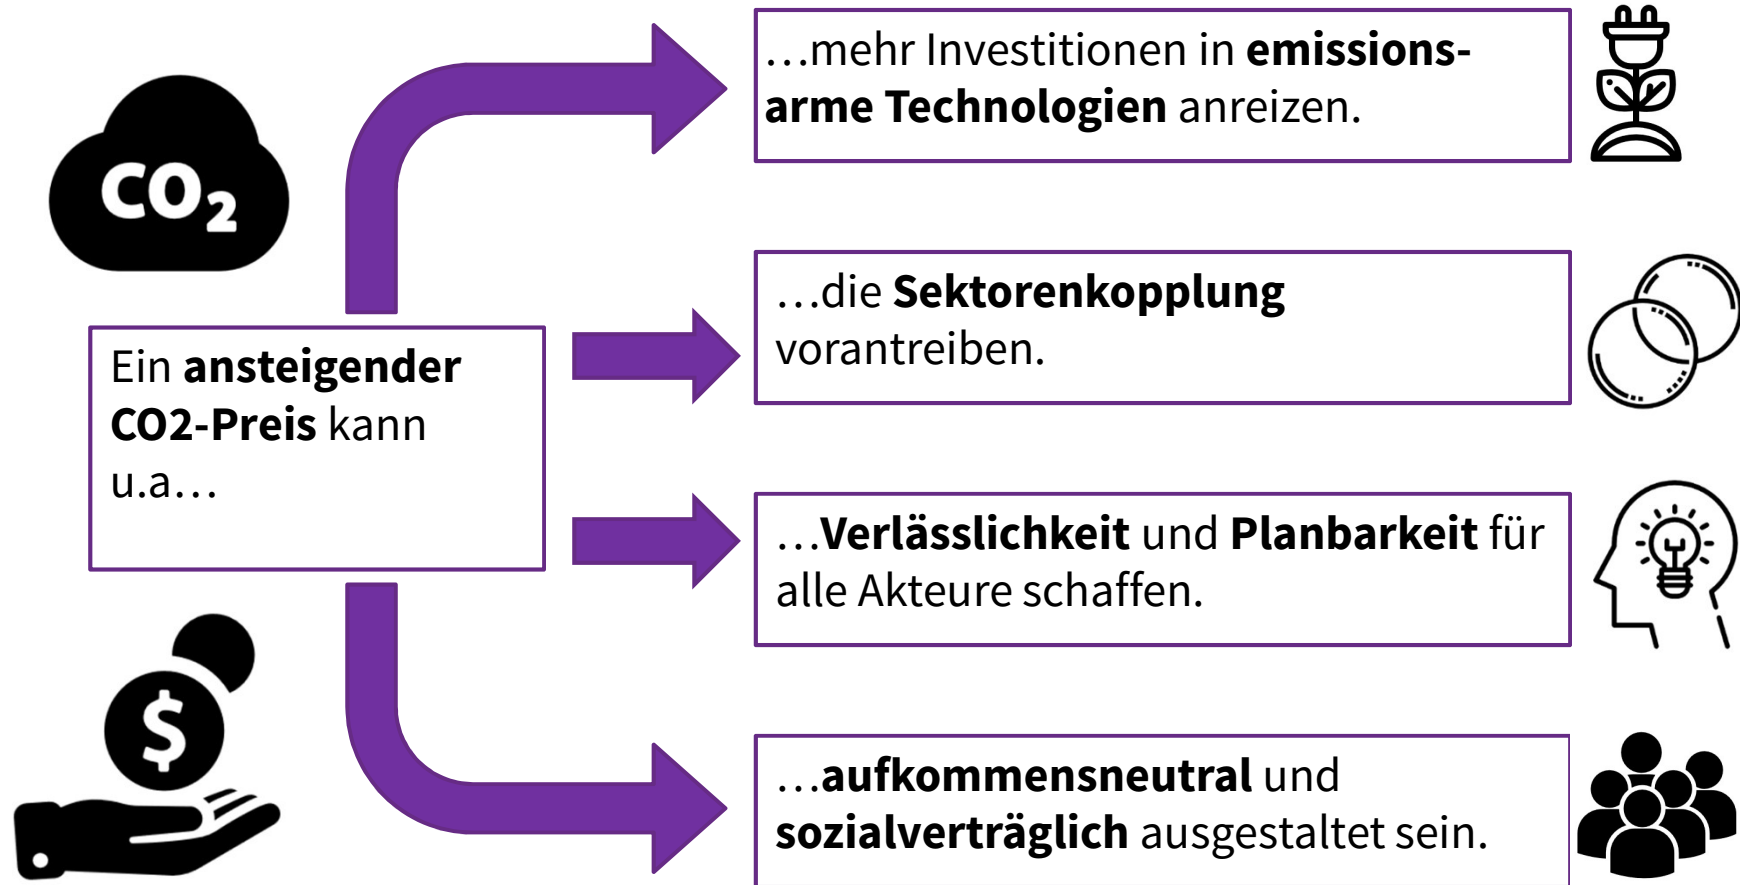 CO₂
Ein ansteigender
CO2-Preis kann
u.a…
$
…mehr Investitionen in emissions-
arme Technologien anreizen.
…die Sektorenkopplung
vorantreiben.
…Verlässlichkeit und Planbarkeit für
alle Akteure schaffen.
…aufkommensneutral und
sozialverträglich ausgestaltet sein.